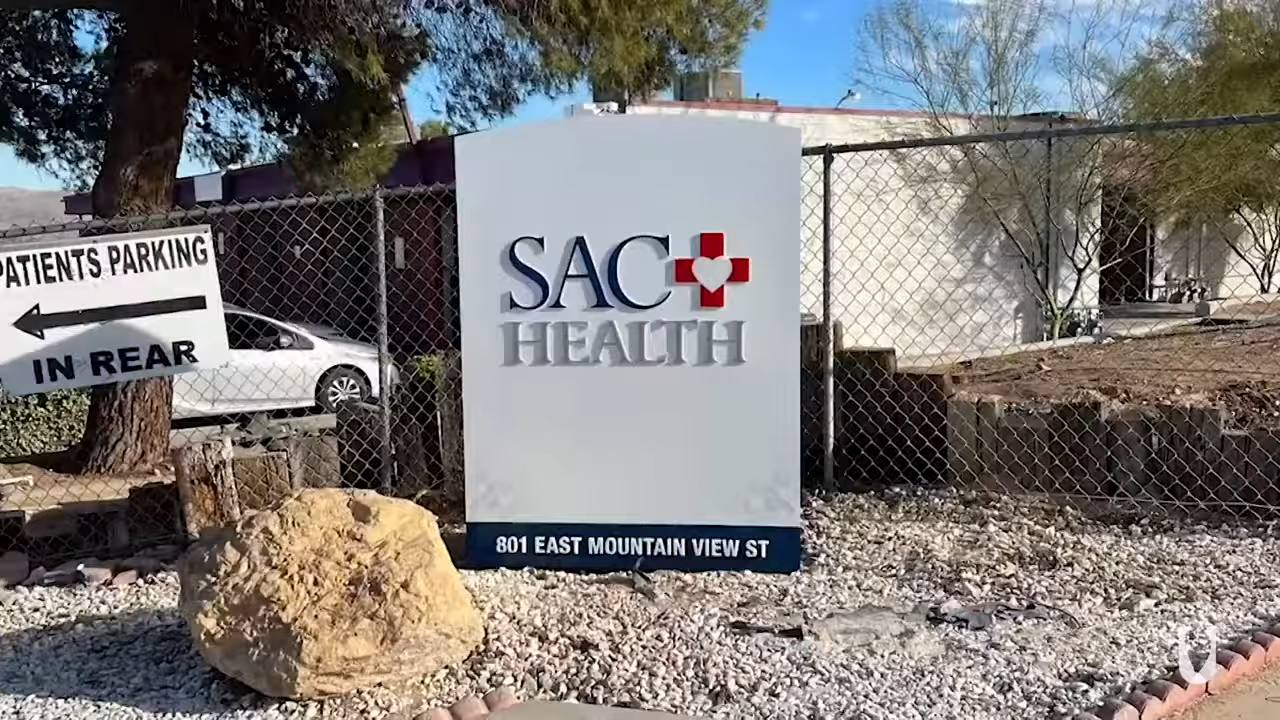 PATIENTS PARKING
IN REAR
SAC
HEALTH
801 EAST MOUNTAIN VIEW ST
U